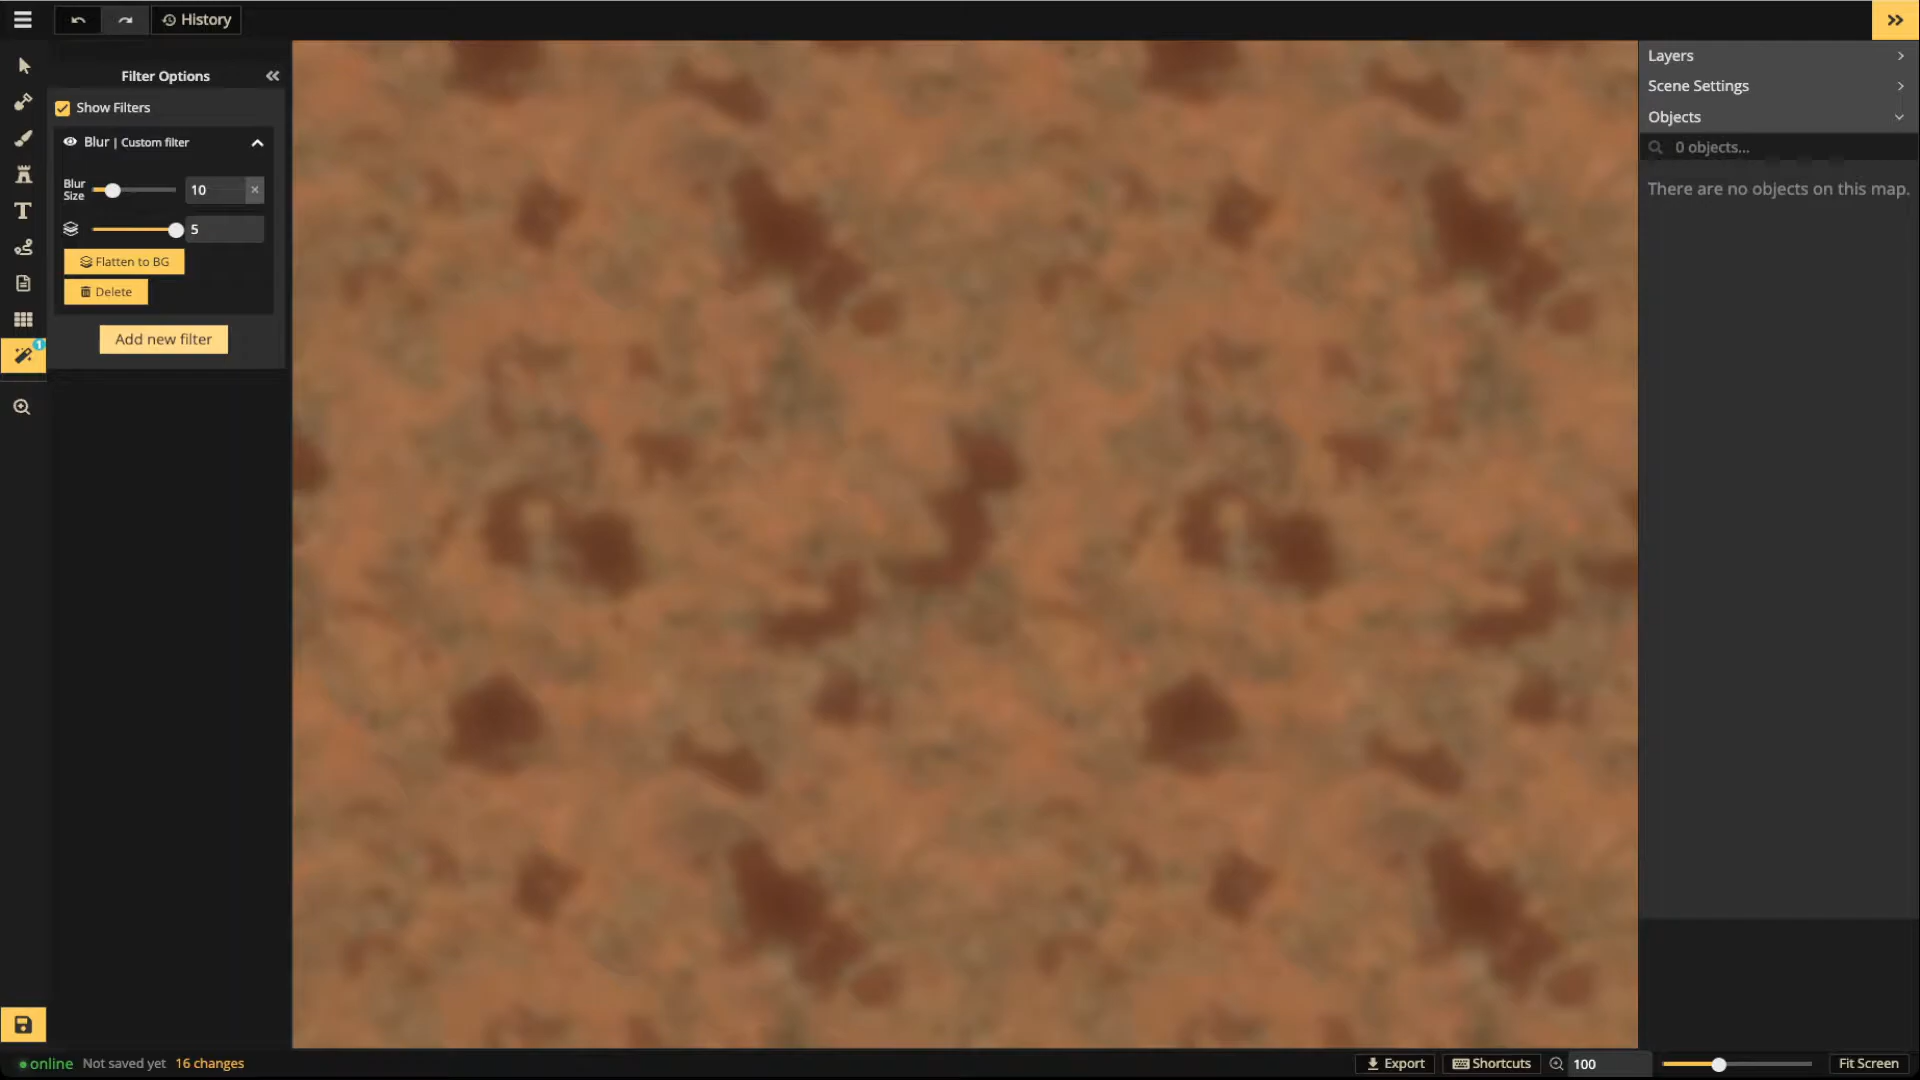 History
Filter Options
Show Filters
Blur | Custom filter
Blur Size
10
5
Flatten to BG
Delete
Add new filter
1
Layers
Scene Settings
Objects
0 objects...
There are no objects on this map.
online
Not saved yet
16 changes
Export
Shortcuts
100
Fit Screen